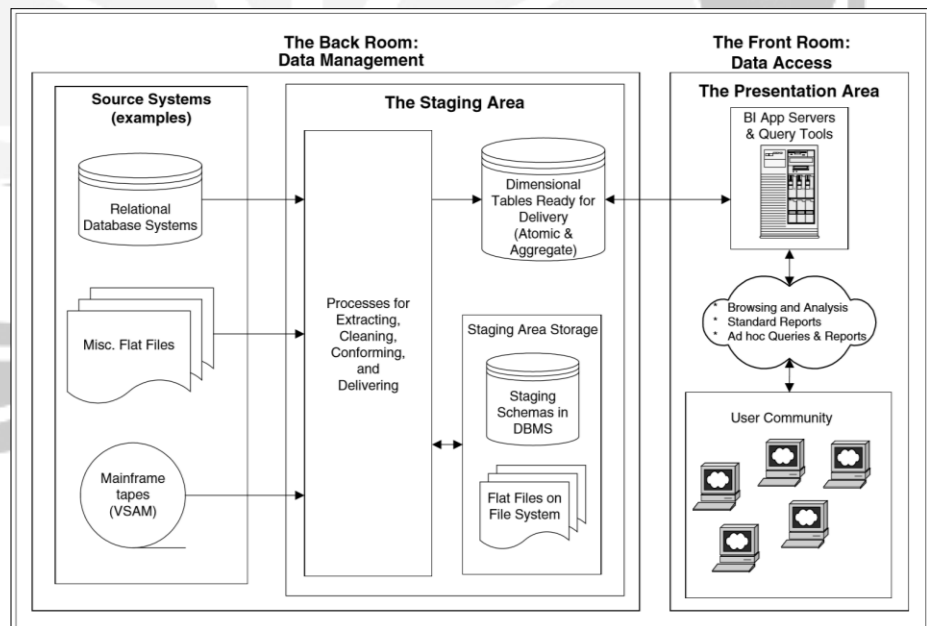 The Back Room:
Data Management
The Front Room:
Data Access
Source Systems
(examples)
Relational
Database Systems
Misc. Flat Files
Mainframe
tapes
(VSAM)
The Staging Area
Processes for
Extracting,
Cleaning,
Conforming,
and
Delivering
Dimensional
Tables Ready for
Delivery
(Atomic &
Aggregate)
Staging Area Storage
Staging
Schemas in
DBMS
Flat Files on
File System
The Presentation Area
BI App Servers
& Query Tools
* Browsing and Analysis
* Standard Reports
* Ad hoc Queries & Reports
User Community